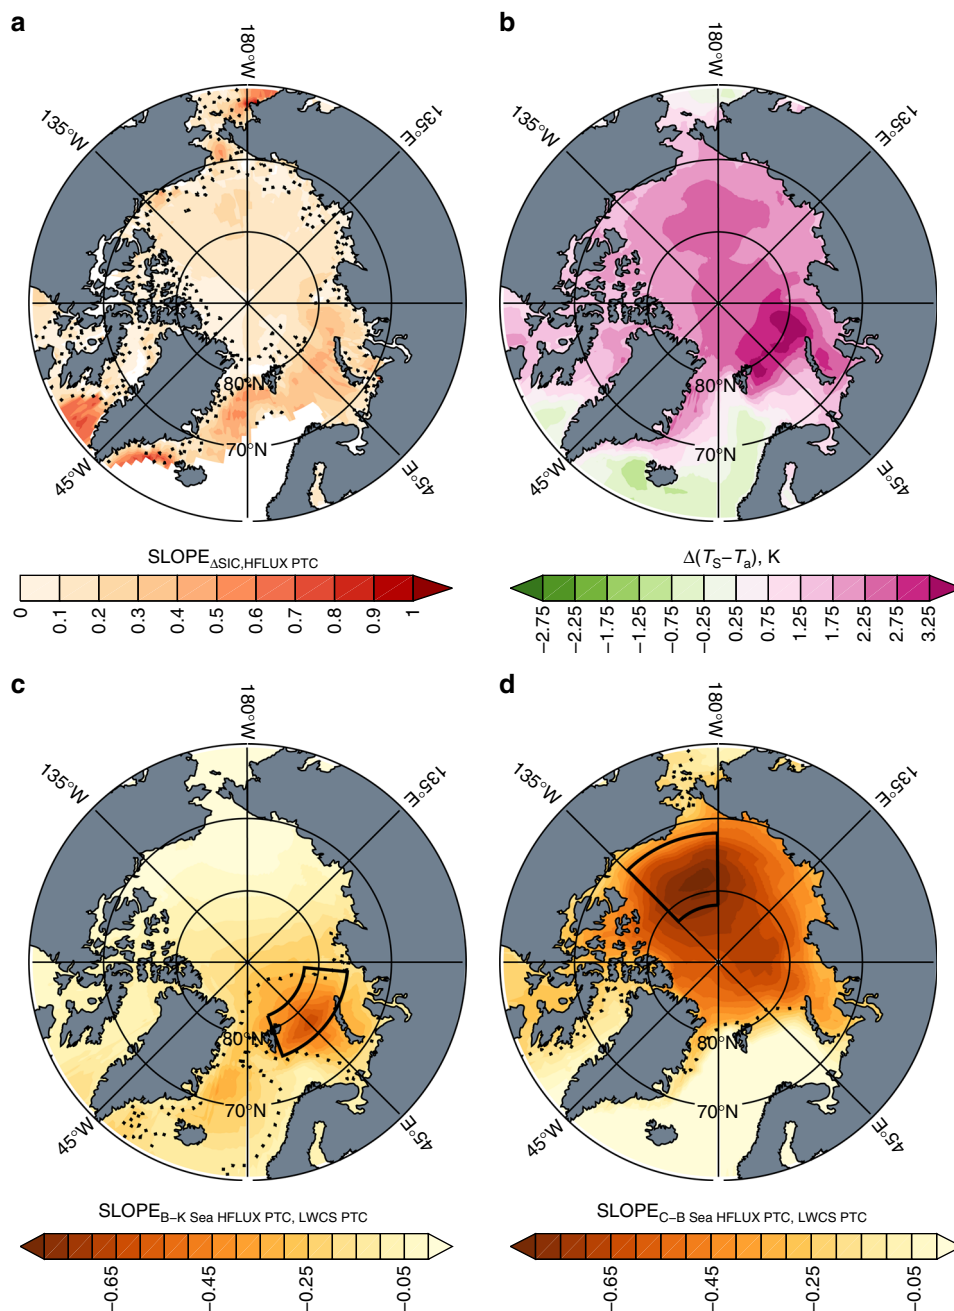 a
b
180°W
180°W
135°W
135°E
135°W
135°E
80°N
80°N
70°N
70°N
45°W
45°E
45°W
45°E
SLOPE ΔSIC,HFLUX PTC
Δ(Ts−Ta), K
0 0.1 0.2 0.3 0.4 0.5 0.6 0.7 0.8 0.9 1
−2.75 −2.25 −1.75 −1.25 −0.75 −0.25 0.25 0.75 1.25 1.75 2.25 2.75 3.25
c
d
180°W
180°W
135°W
135°E
135°W
135°E
80°N
80°N
70°N
70°N
45°W
45°E
45°W
45°E
SLOPE B−K Sea HFLUX PTC, LWCS PTC
SLOPE C−B Sea HFLUX PTC, LWCS PTC
−0.65 −0.45 −0.25 −0.05
−0.65 −0.45 −0.25 −0.05